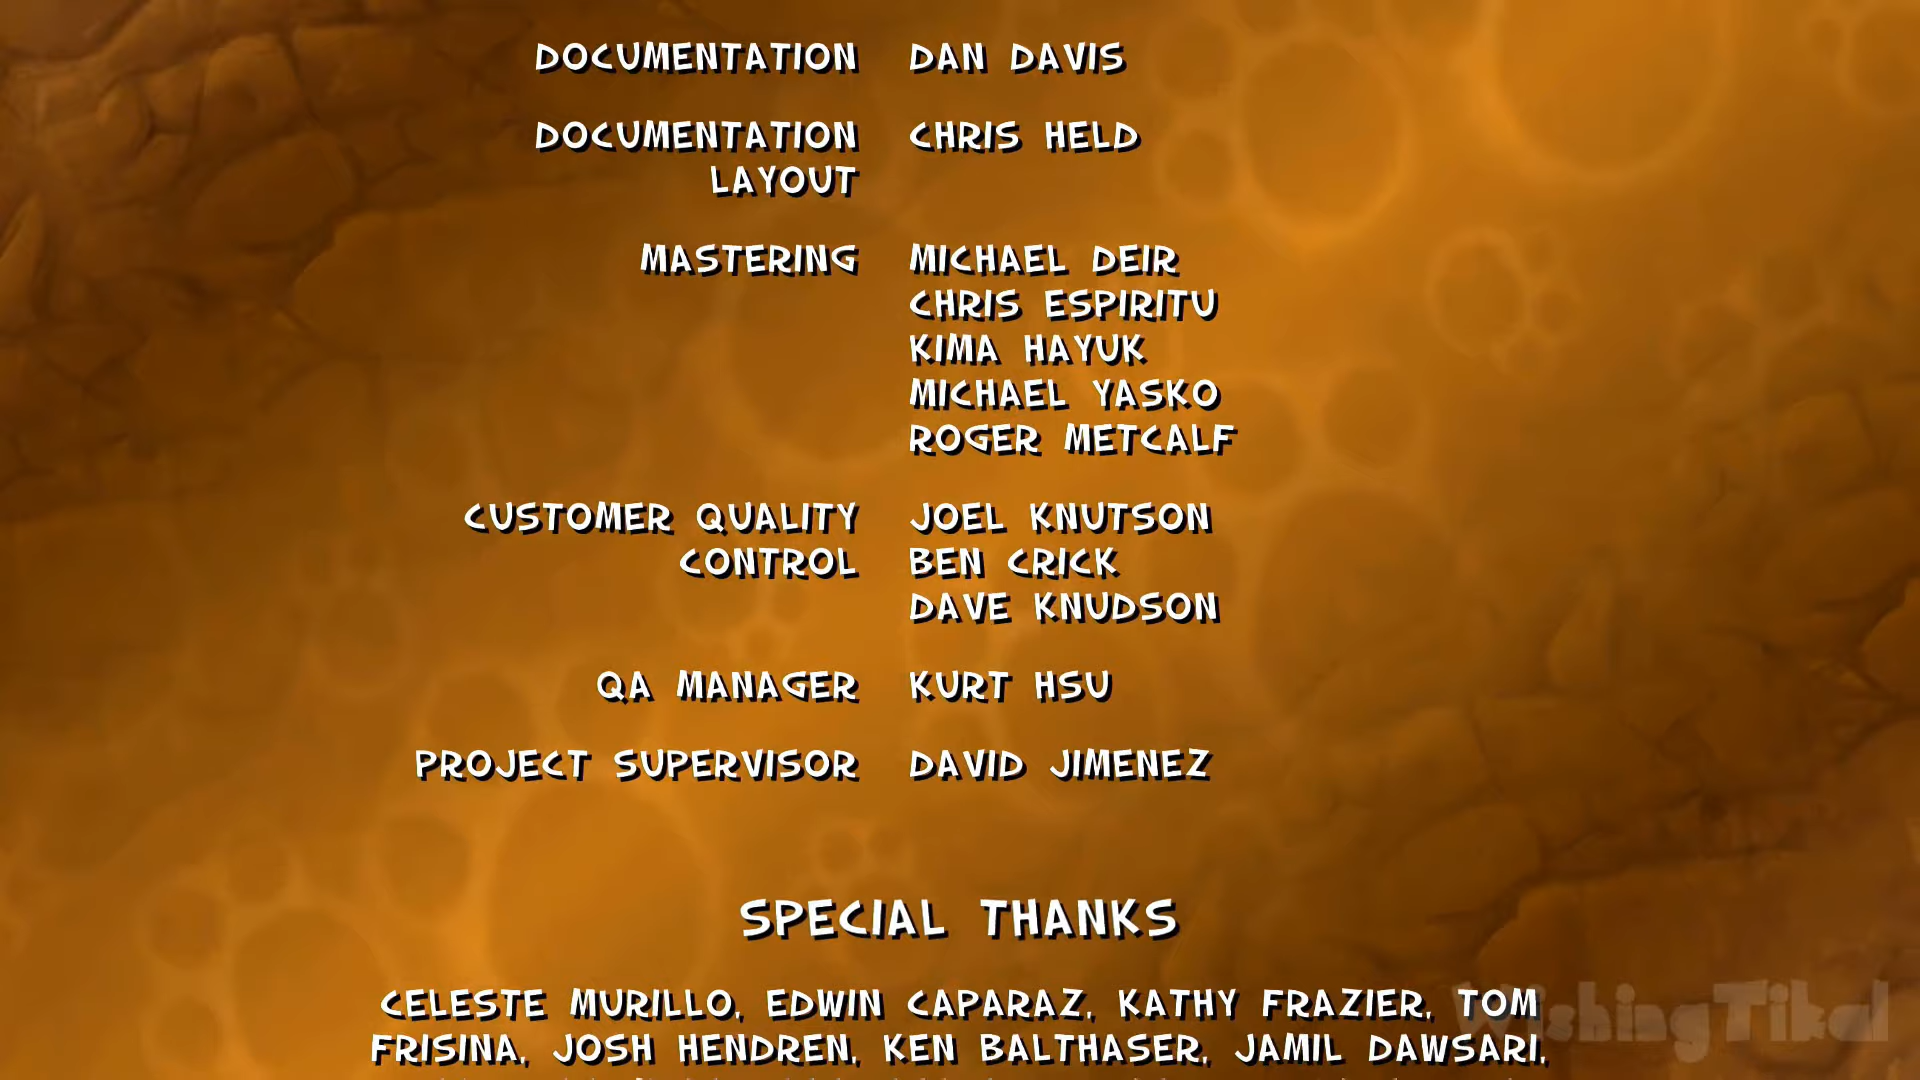 DOCUMENTATION DAN DAVIS
DOCUMENTATION CHRIS HELD
LAYOUT
MASTERING MICHAEL DEIR
CHRIS ESPIRITU
KIMA HAYUK
MICHAEL YASKO
ROGER METCALF
CUSTOMER QUALITY JOEL KNUTSON
CONTROL BEN CRICK
DAVE KNUDSON
QA MANAGER KURT HSU
PROJECT SUPERVISOR DAVID JIMENEZ
SPECIAL THANKS
CELESTE MURILLO, EDWIN CAPARAZ, KATHY FRAZIER, TOM
FRISINA, JOSH HENDREN, KEN BALTHASER, JAMIL DAWSARI,
WishingTikal